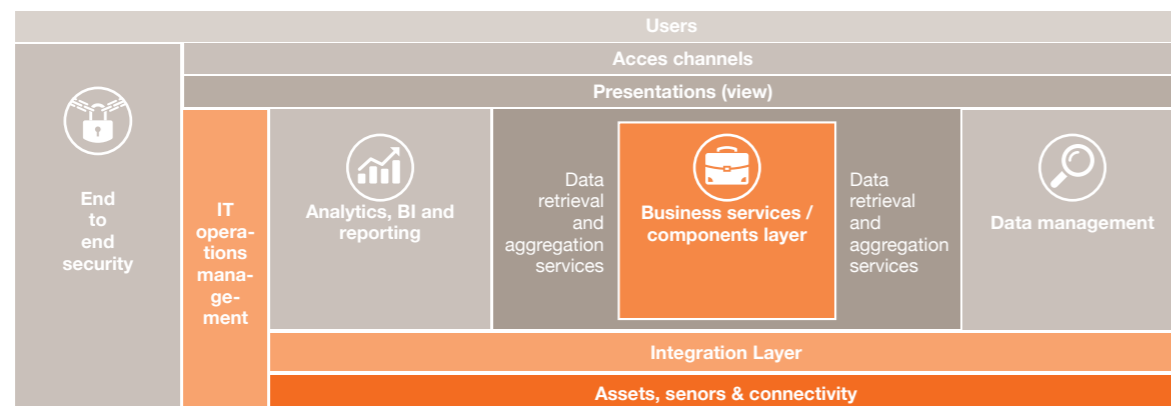 Users
Acces channels
Presentations (view)
End
to
end
security
IT
opera-
tions
mana-
ge-
ment
Analytics, BI and
reporting
Data
retrieval
and
aggregation
services
Business services /
components layer
Data
retrieval
and
aggregation
services
Data management
Integration Layer
Assets, senors & connectivity